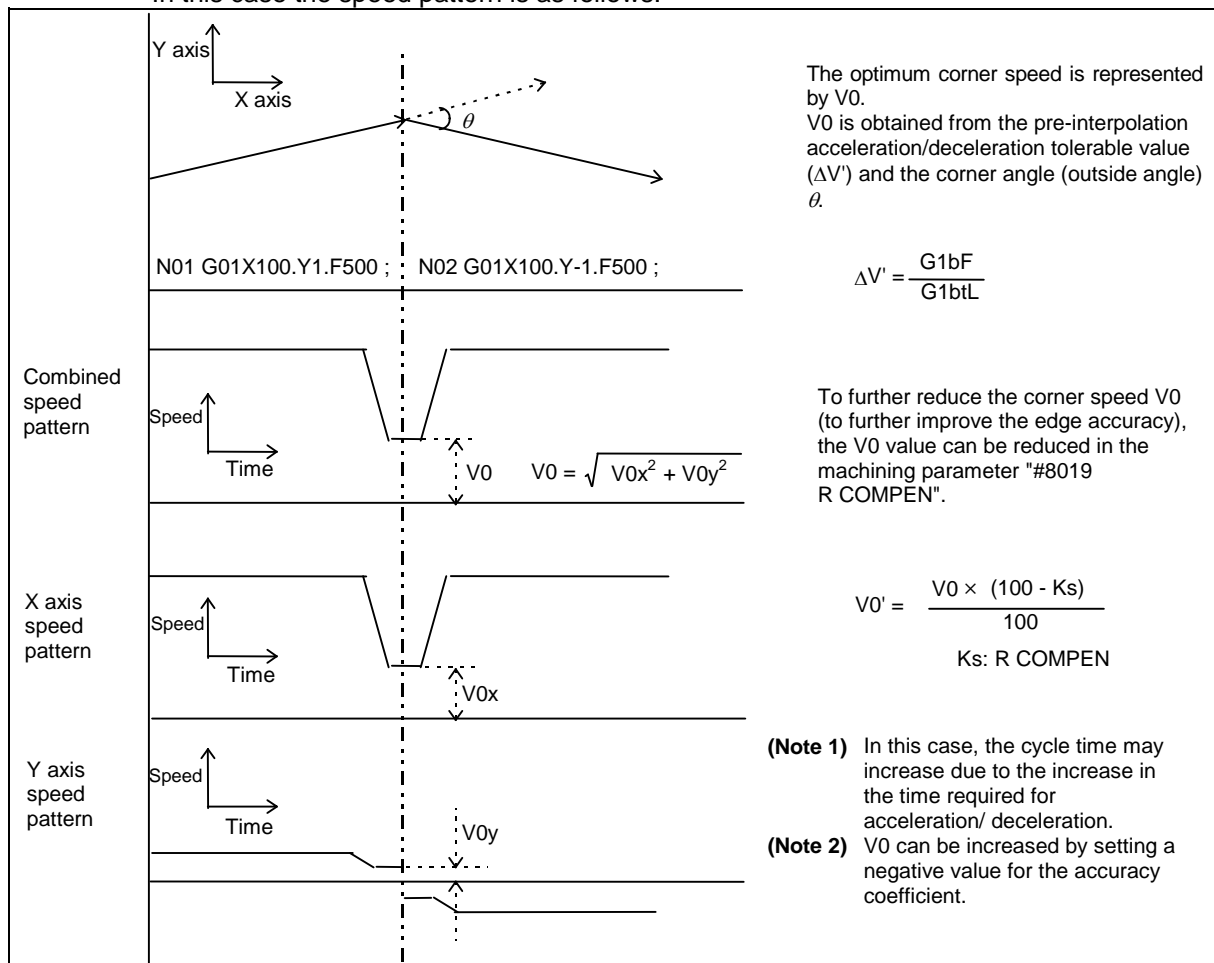 In this case the speed pattern is as follows.
Y axis
X axis
θ
N01 G01X100.Y1.F500 ;
N02 G01X100.Y-1.F500 ;
Combined
speed
pattern
Speed
Time
V0
V0 = √ V0x² + V0y²
X axis
speed
pattern
Speed
Time
V0x
Y axis
speed
pattern
Speed
Time
V0y
The optimum corner speed is represented
by V0.
V0 is obtained from the pre-interpolation
acceleration/deceleration tolerable value
(ΔV') and the corner angle (outside angle)
θ.
ΔV' = G1bF
G1btL
To further reduce the corner speed V0
(to further improve the edge accuracy),
the V0 value can be reduced in the
machining parameter "#8019
R COMPEN".
V0' = V0 × (100 - Ks)
100
Ks: R COMPEN
(Note 1) In this case, the cycle time may
increase due to the increase in
the time required for
acceleration/ deceleration.
(Note 2) V0 can be increased by setting a
negative value for the accuracy
coefficient.